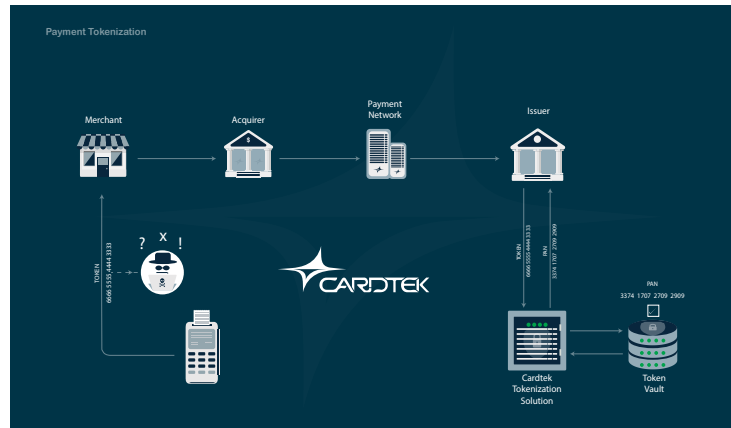 Payment Tokenization
Merchant
Acquirer
Payment
Network
Issuer
? X !
TOKEN
6666 5555 4444 3333
CARDTEK
TOKEN
6666 5555 4444 3333
PAN
3374 1707 2709 2909
PAN
3374 1707 2709 2909
$
Cardtek
Tokenization
Solution
Token
Vault